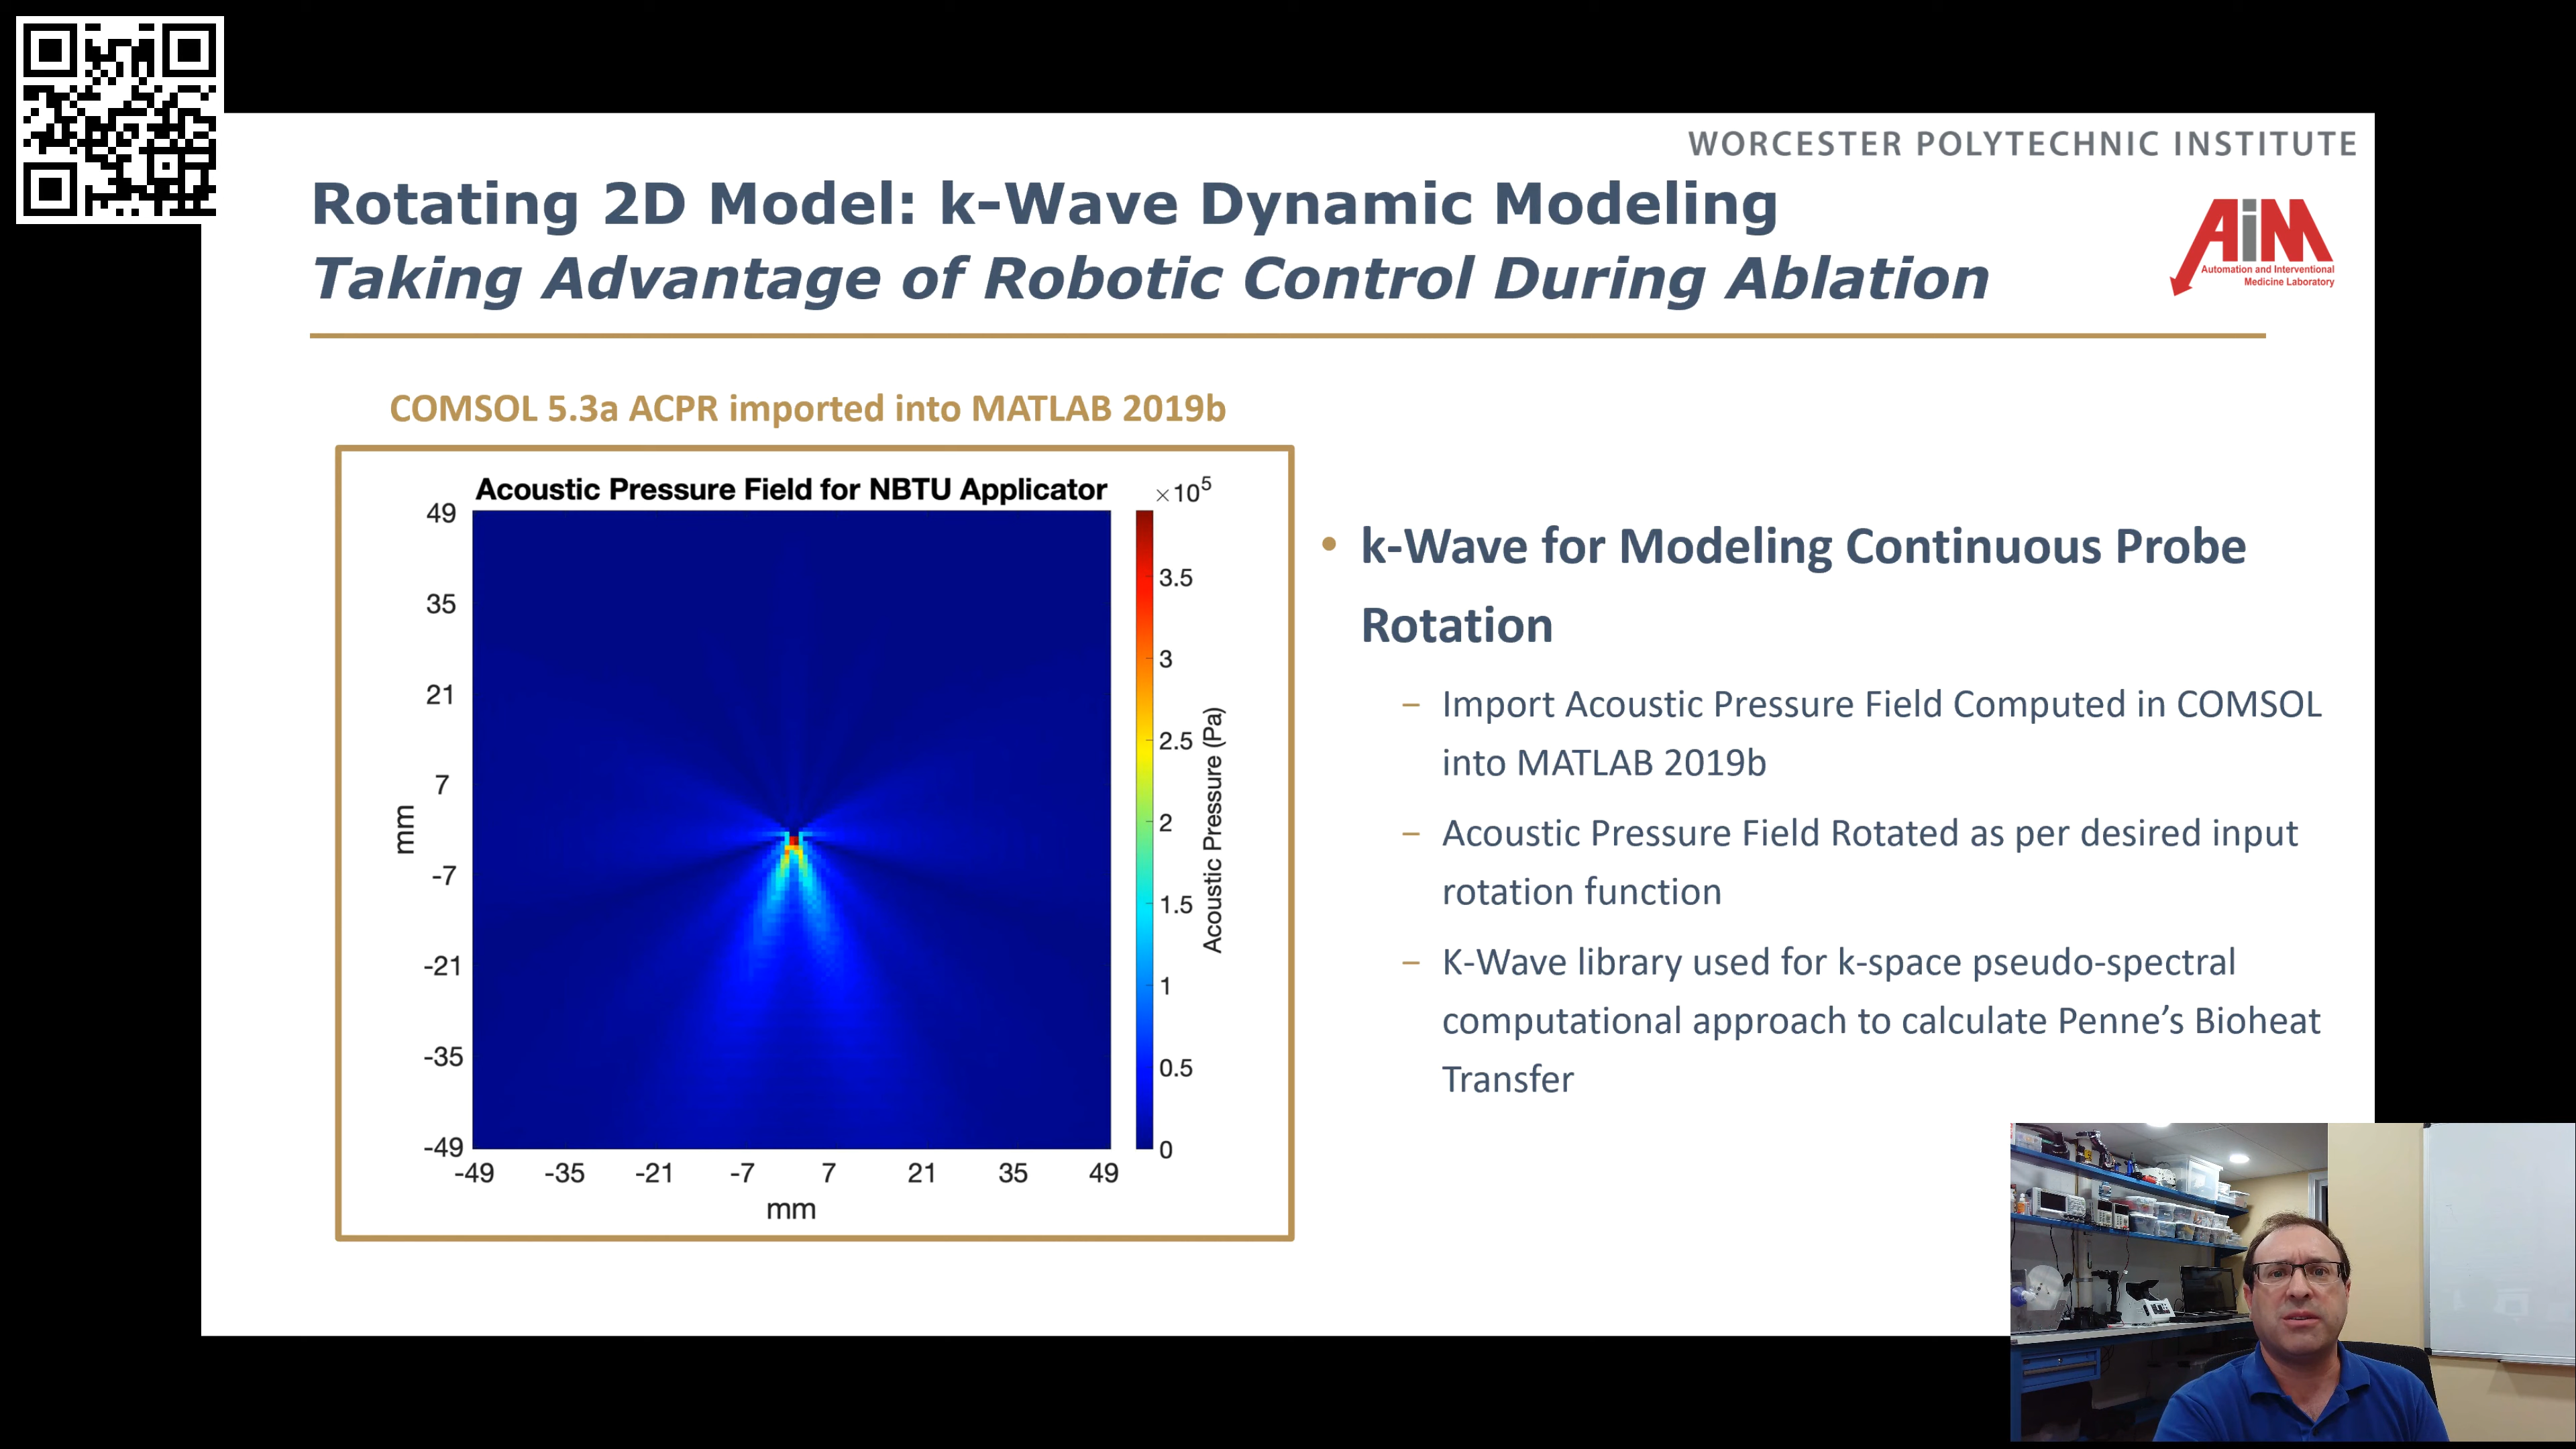 WORCESTER POLYTECHNIC INSTITUTE
Rotating 2D Model: k-Wave Dynamic Modeling
Taking Advantage of Robotic Control During Ablation
AiM
Automation and Interventional
Medicine Laboratory
COMSOL 5.3a ACPR imported into MATLAB 2019b
Acoustic Pressure Field for NBTU Applicator
×10^5
49
35
21
7
-7
-21
-35
-49
mm
-49 -35 -21 -7 7 21 35 49
mm
3.5
3
2.5
2
1.5
1
0.5
0
Acoustic Pressure (Pa)
• k-Wave for Modeling Continuous Probe
Rotation
– Import Acoustic Pressure Field Computed in COMSOL
into MATLAB 2019b
– Acoustic Pressure Field Rotated as per desired input
rotation function
– K-Wave library used for k-space pseudo-spectral
computational approach to calculate Penne’s Bioheat
Transfer